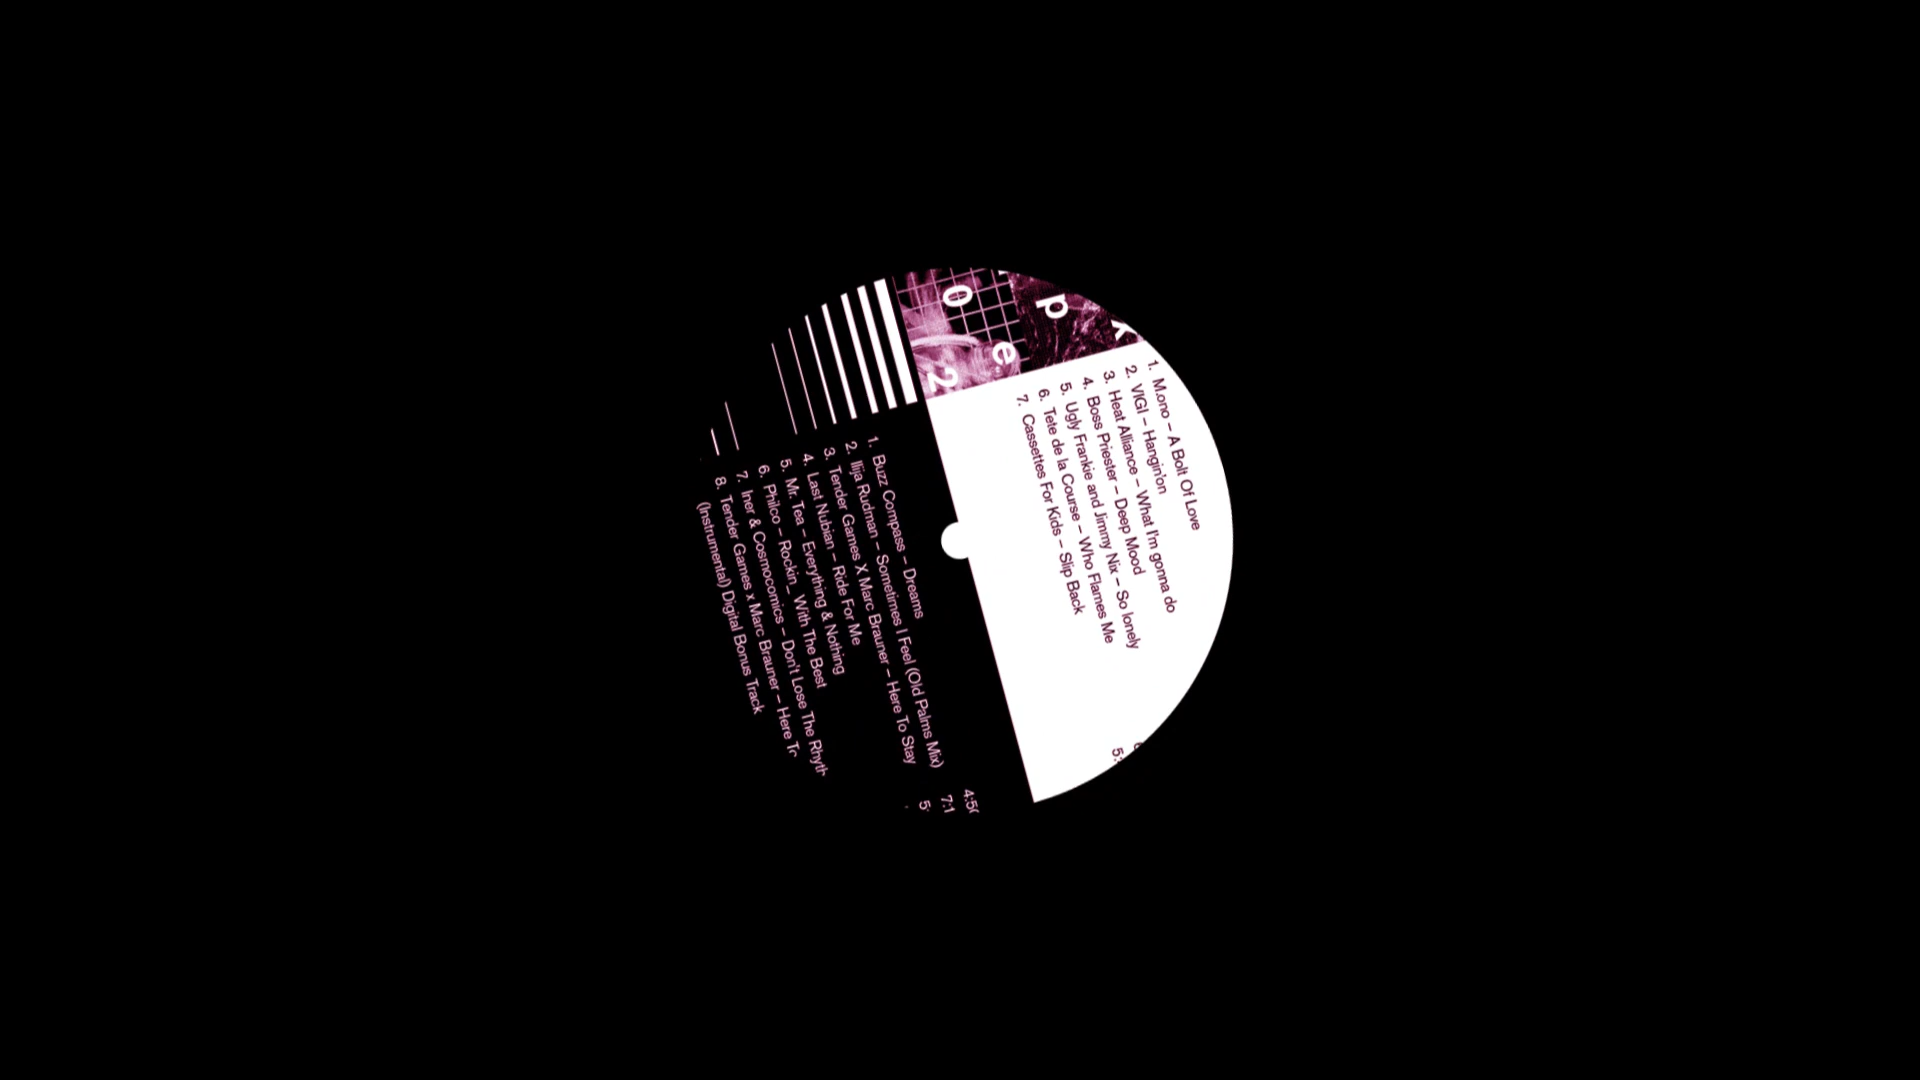 0 p
e.
2
1. M.ono – A Bolt Of Love
2. VIGI – Hangin'on
3. Heat Alliance – What I'm gonna do
4. Boss Priester – Deep Mood
5. Ugly Frankie and Jimmy Nix – So lonely
6. Tete de la Course – Who Flames Me
7. Cassettes For Kids – Slip Back
1. Buzz Compass – Dreams
2. Ilija Rudman – Sometimes I Feel (Old Palms Mix)
3. Tender Games X Marc Brauner – Here To Stay
4. Last Nubian – Ride For Me
5. Mr. Tea – Everything & Nothing
6. Philco – Rockin_ With The Best
7. Iner & Cosmocomics – Don't Lose The Rhyth
8. Tender Games x Marc Brauner – Here
(Instrumental) Digital Bonus Track